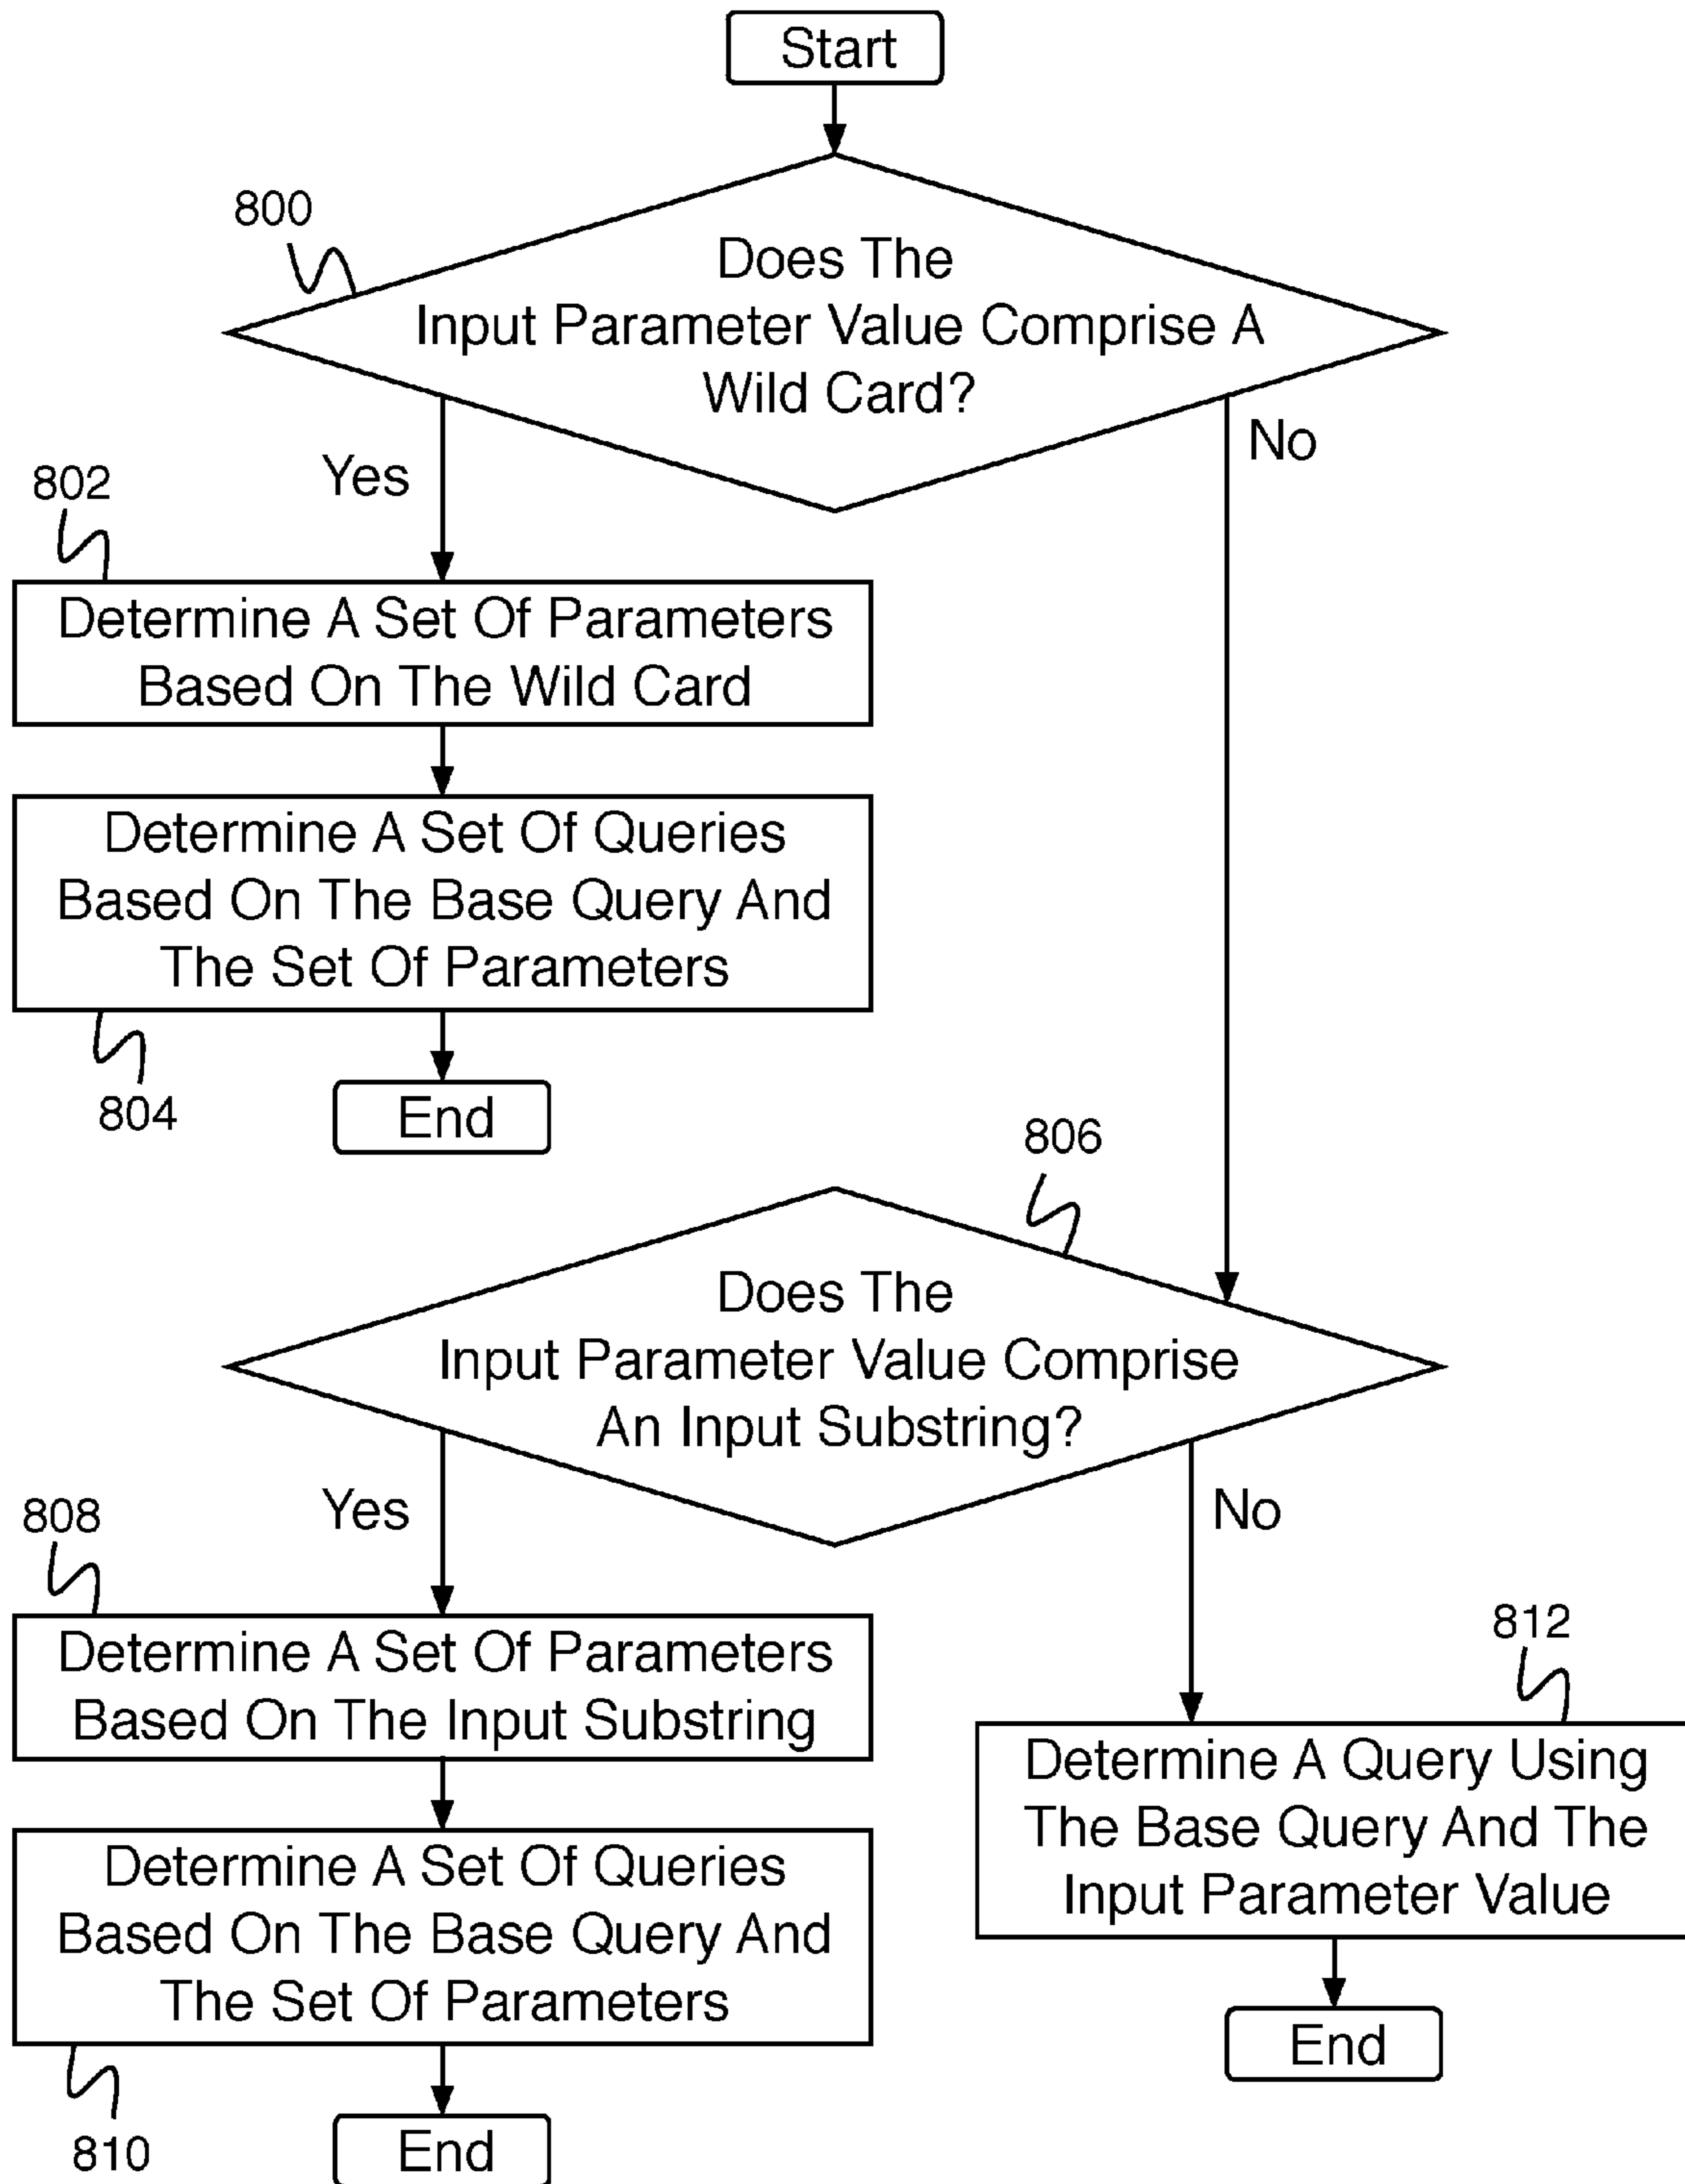 Start
800
Does The
Input Parameter Value Comprise A
Wild Card?
Yes
No
802
Determine A Set Of Parameters
Based On The Wild Card
Determine A Set Of Queries
Based On The Base Query And
The Set Of Parameters
804
End
806
Does The
Input Parameter Value Comprise
An Input Substring?
Yes
No
808
Determine A Set Of Parameters
Based On The Input Substring
812
Determine A Query Using
The Base Query And The
Input Parameter Value
Determine A Set Of Queries
Based On The Base Query And
The Set Of Parameters
End
810
End